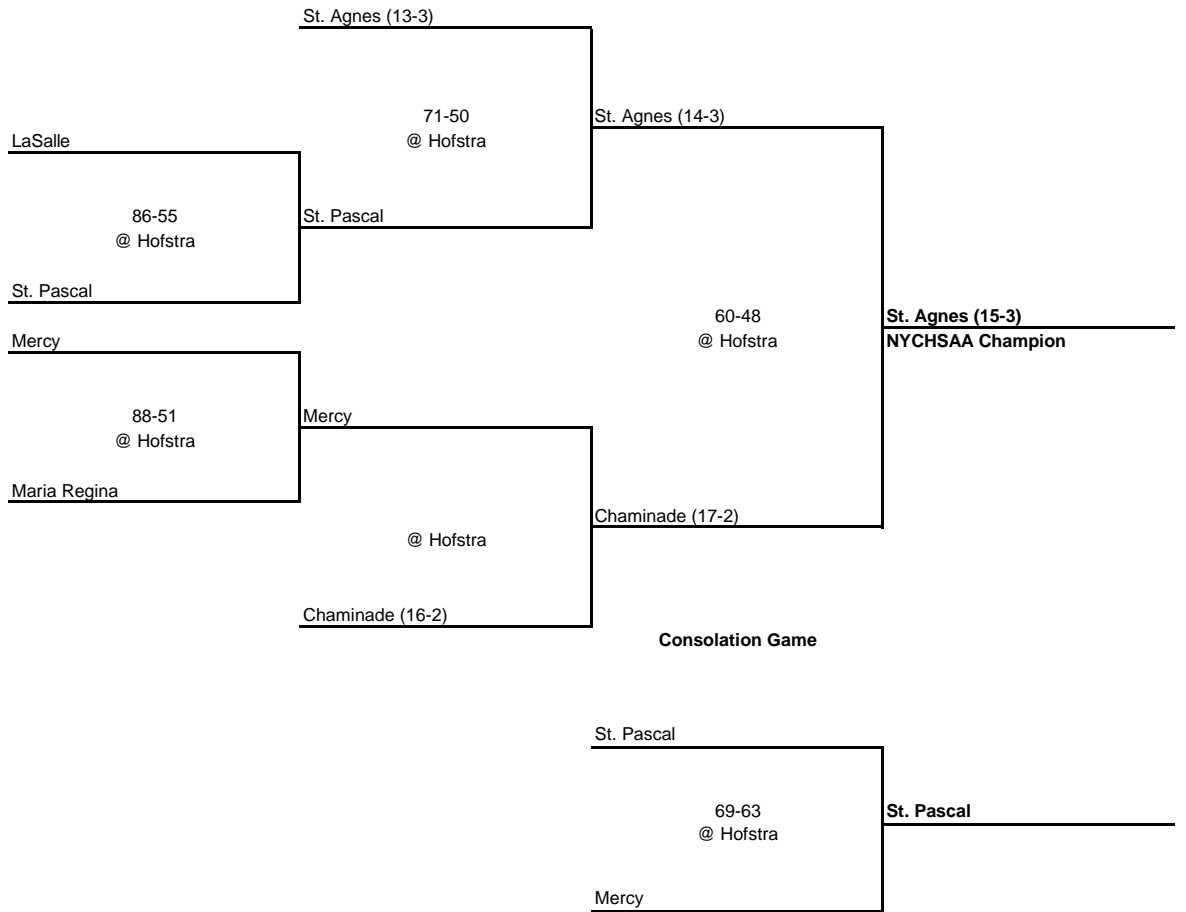 St. Agnes (13-3)
71-50
@ Hofstra
St. Agnes (14-3)
LaSalle
86-55
@ Hofstra
St. Pascal
St. Pascal
60-48
@ Hofstra
St. Agnes (15-3)
NYCHSAA Champion
Mercy
88-51
@ Hofstra
Mercy
Maria Regina
@ Hofstra
Chaminade (17-2)
Chaminade (16-2)
Consolation Game
St. Pascal
69-63
@ Hofstra
St. Pascal
Mercy